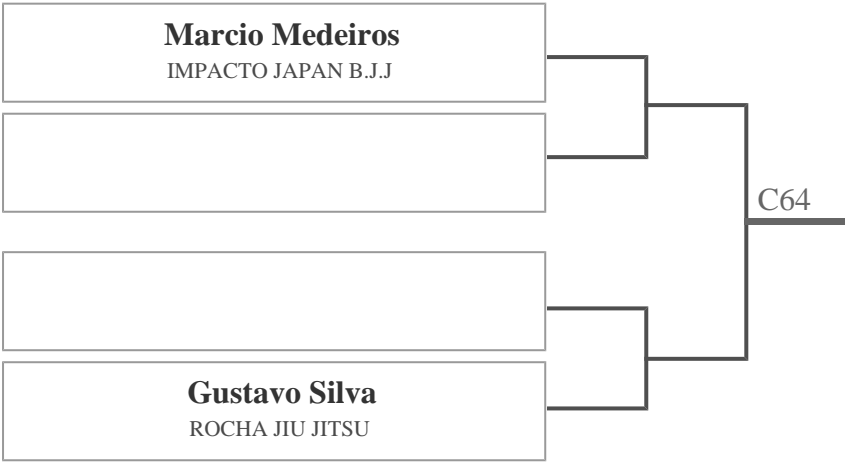 Marcio Medeiros
IMPACTO JAPAN B.J.J
C64
Gustavo Silva
ROCHA JIU JITSU